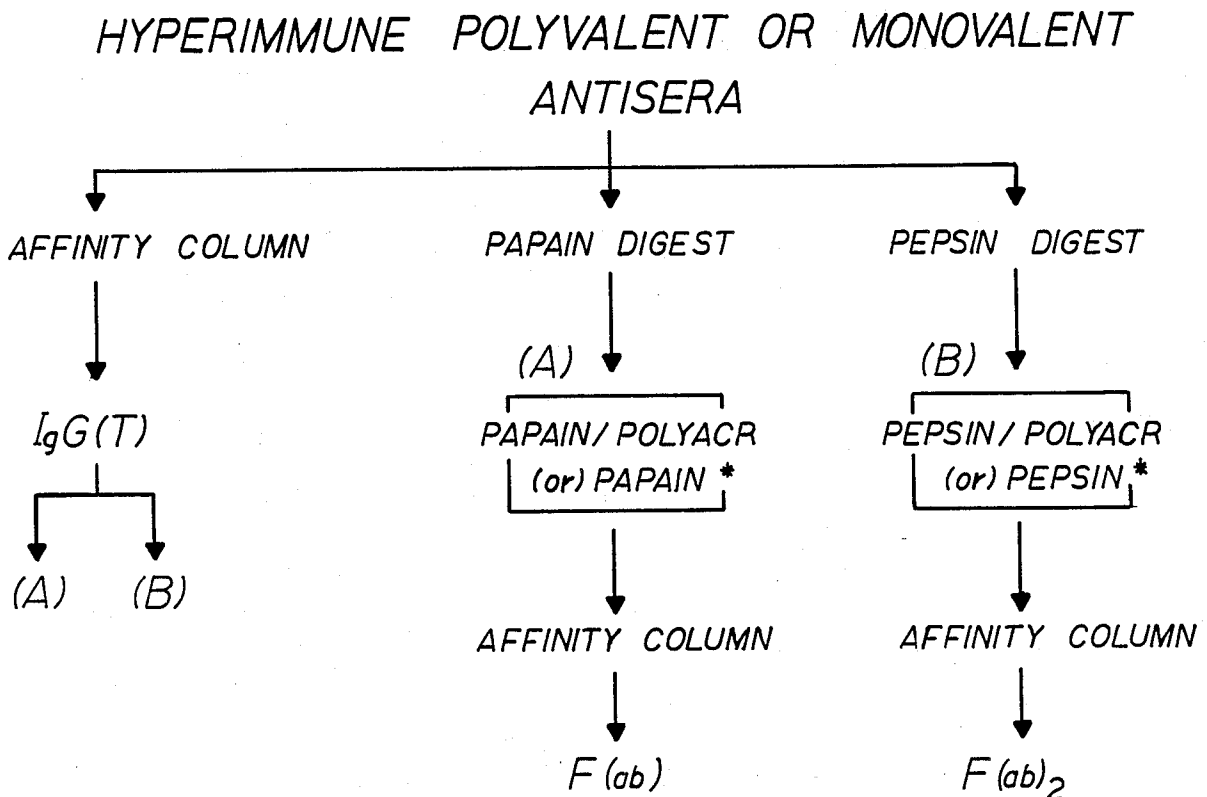 HYPERIMMUNE POLYVALENT OR MONOVALENT
ANTISERA
AFFINITY COLUMN
PAPAIN DIGEST
PEPSIN DIGEST
(A)
(B)
IgG(T)
PAPAIN/POLYACR
(or) PAPAIN *
PEPSIN/POLYACR
(or) PEPSIN *
(A) (B)
AFFINITY COLUMN
AFFINITY COLUMN
F(ab)
F(ab)2